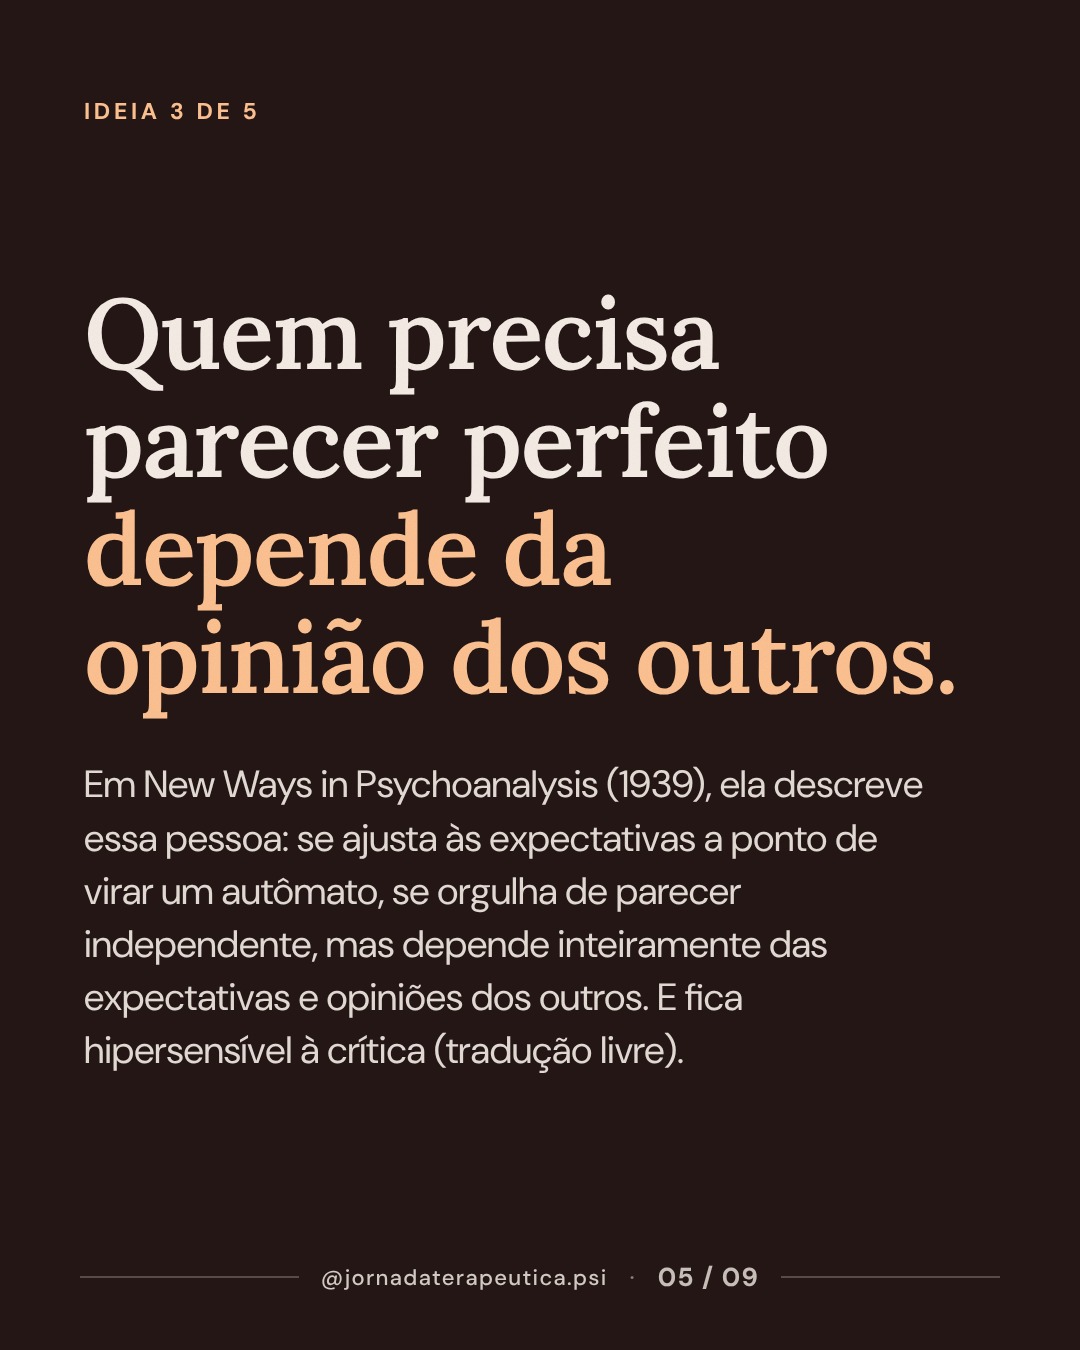 IDEIA 3 DE 5
Quem precisa
parecer perfeito
depende da
opinião dos outros.
Em New Ways in Psychoanalysis (1939), ela descreve
essa pessoa: se ajusta às expectativas a ponto de
virar um autômato, se orgulha de parecer
independente, mas depende inteiramente das
expectativas e opiniões dos outros. E fica
hipersensível à crítica (tradução livre).
@jornadaterapeutica.psi · 05 / 09